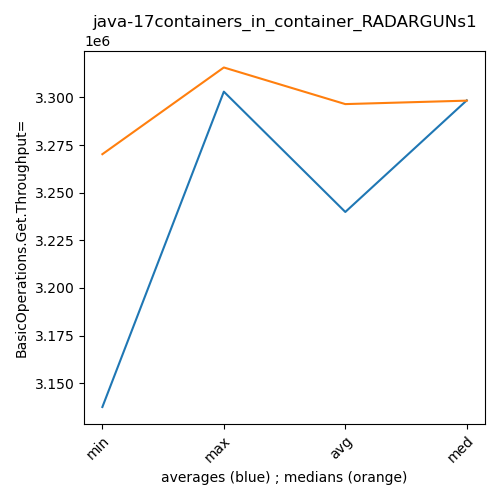 java-17containers_in_container_RADARGUNs1
1e6
3.300
3.275
3.250
3.225
3.200
3.175
3.150
BasicOperations.Get.Throughput=
min
max
avg
med
averages (blue) ; medians (orange)